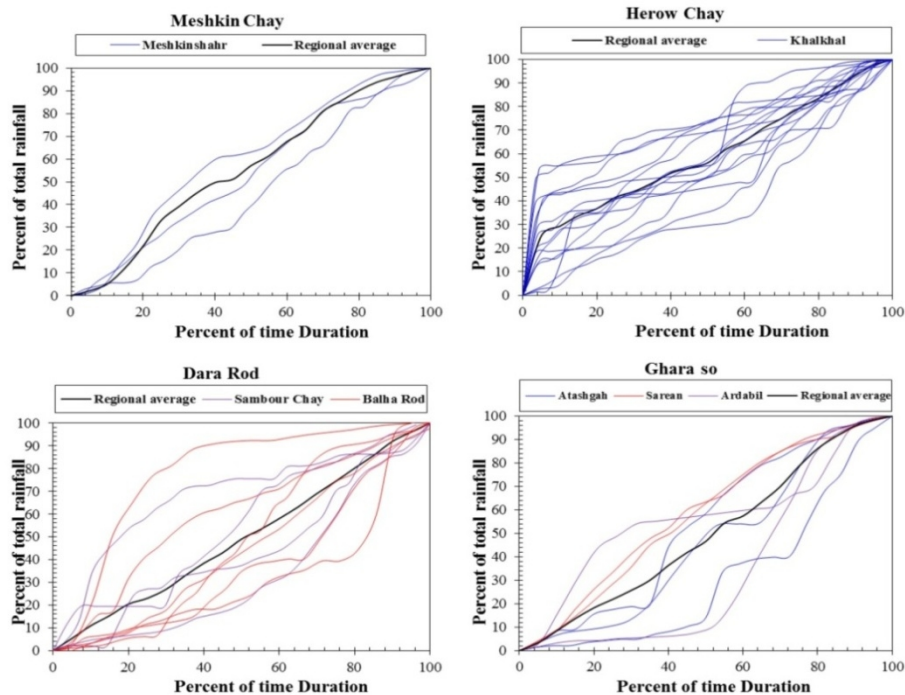 Meshkin Chay
Meshkinshahr Regional average
Percent of total rainfall
100
90
80
70
60
50
40
30
20
10
0
0 20 40 60 80 100
Percent of time Duration
Herow Chay
Regional average Khalkhal
Percent of total rainfall
100
90
80
70
60
50
40
30
20
10
0
0 20 40 60 80 100
Percent of time Duration
Dara Rod
Regional average Sambour Chay Balha Rod
Percent of total rainfall
100
90
80
70
60
50
40
30
20
10
0
0 20 40 60 80 100
Percent of time Duration
Ghara so
Atashgah Sarean Ardabil Regional average
Percent of total rainfall
100
90
80
70
60
50
40
30
20
10
0
0 20 40 60 80 100
Percent of time Duration